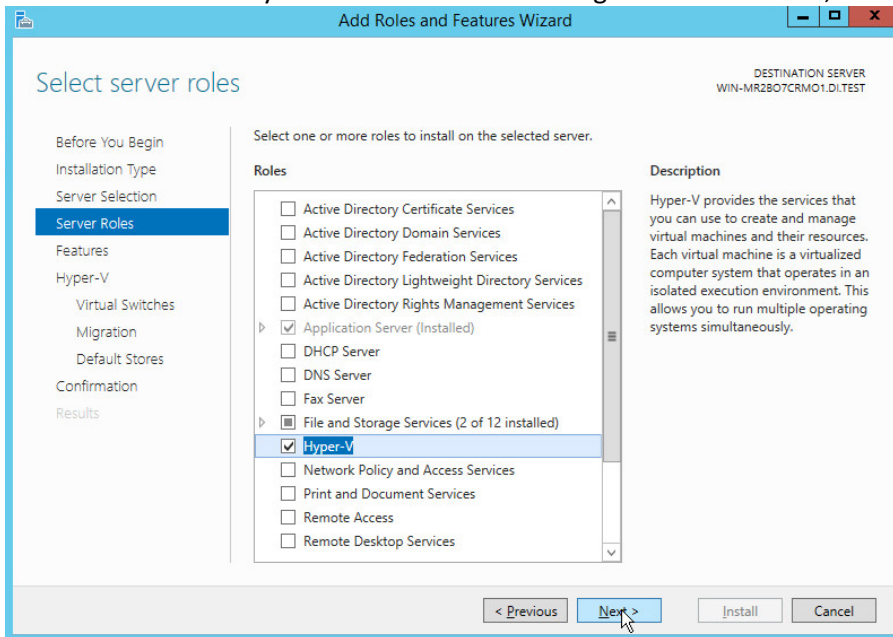 Add Roles and Features Wizard
Select server roles
DESTINATION SERVER
WIN-MR2BO7CRMO1.DI.TEST
Before You Begin
Installation Type
Server Selection
Server Roles
Features
Hyper-V
Virtual Switches
Migration
Default Stores
Confirmation
Results
Select one or more roles to install on the selected server.
Roles
Active Directory Certificate Services
Active Directory Domain Services
Active Directory Federation Services
Active Directory Lightweight Directory Services
Active Directory Rights Management Services
Application Server (Installed)
DHCP Server
DNS Server
Fax Server
File and Storage Services (2 of 12 installed)
Hyper-V
Network Policy and Access Services
Print and Document Services
Remote Access
Remote Desktop Services
Description
Hyper-V provides the services that
you can use to create and manage
virtual machines and their resources.
Each virtual machine is a virtualized
computer system that operates in an
isolated execution environment. This
allows you to run multiple operating
systems simultaneously.
< Previous
Next >
Install
Cancel